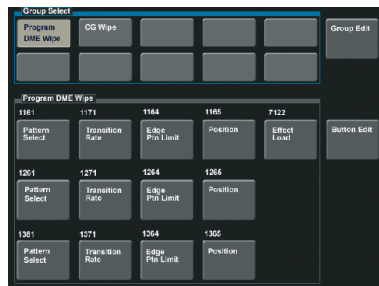 Group Select
Program DME Wipe
CG Wipe
Group Edit
Program DME Wipe
1161 1171 1164 1165 7122
Pattern Select
Transition Rate
Edge Ptn Limit
Position
Effect Load
Button Edit
1261 1271 1264 1265
Pattern Select
Transition Rate
Edge Ptn Limit
Position
1381 1371 1364 1365
Pattern Select
Transition Rate
Edge Ptn Limit
Position